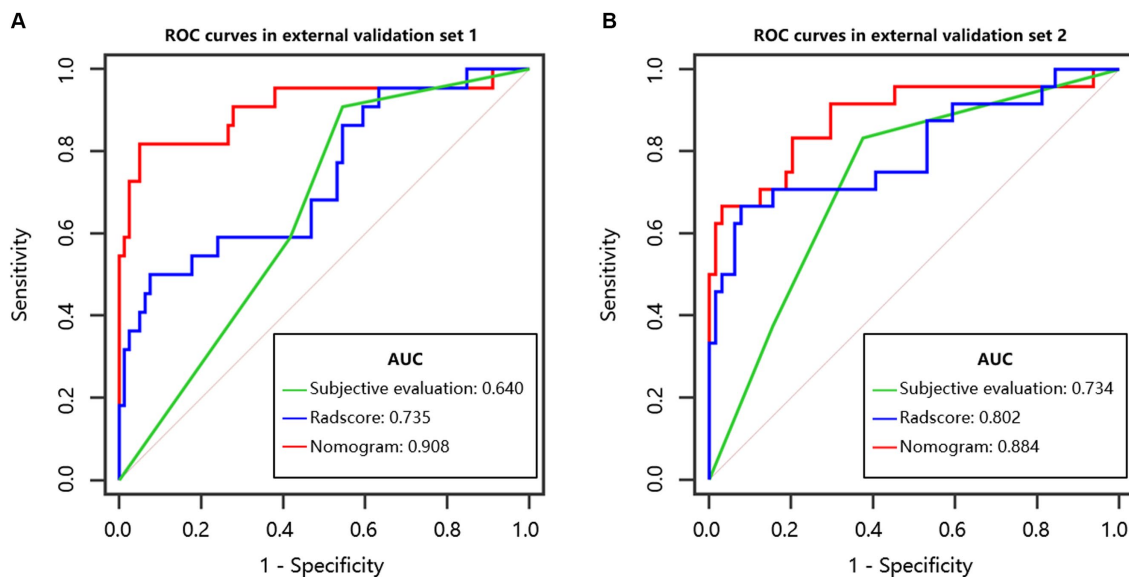 A
ROC curves in external validation set 1
1.0
0.8
0.6
0.4
0.2
0.0
Sensitivity
AUC
Subjective evaluation: 0.640
Radscore: 0.735
Nomogram: 0.908
0.0 0.2 0.4 0.6 0.8 1.0
1 - Specificity
B
ROC curves in external validation set 2
1.0
0.8
0.6
0.4
0.2
0.0
Sensitivity
AUC
Subjective evaluation: 0.734
Radscore: 0.802
Nomogram: 0.884
0.0 0.2 0.4 0.6 0.8 1.0
1 - Specificity